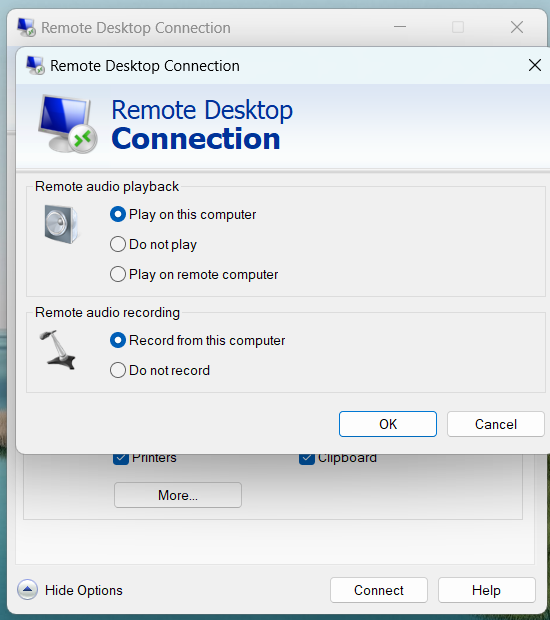 Remote Desktop Connection
Remote Desktop Connection
Remote Desktop
Connection
Remote audio playback
Play on this computer
Do not play
Play on remote computer
Remote audio recording
Record from this computer
Do not record
OK Cancel
Printers Clipboard
More...
Hide Options Connect Help